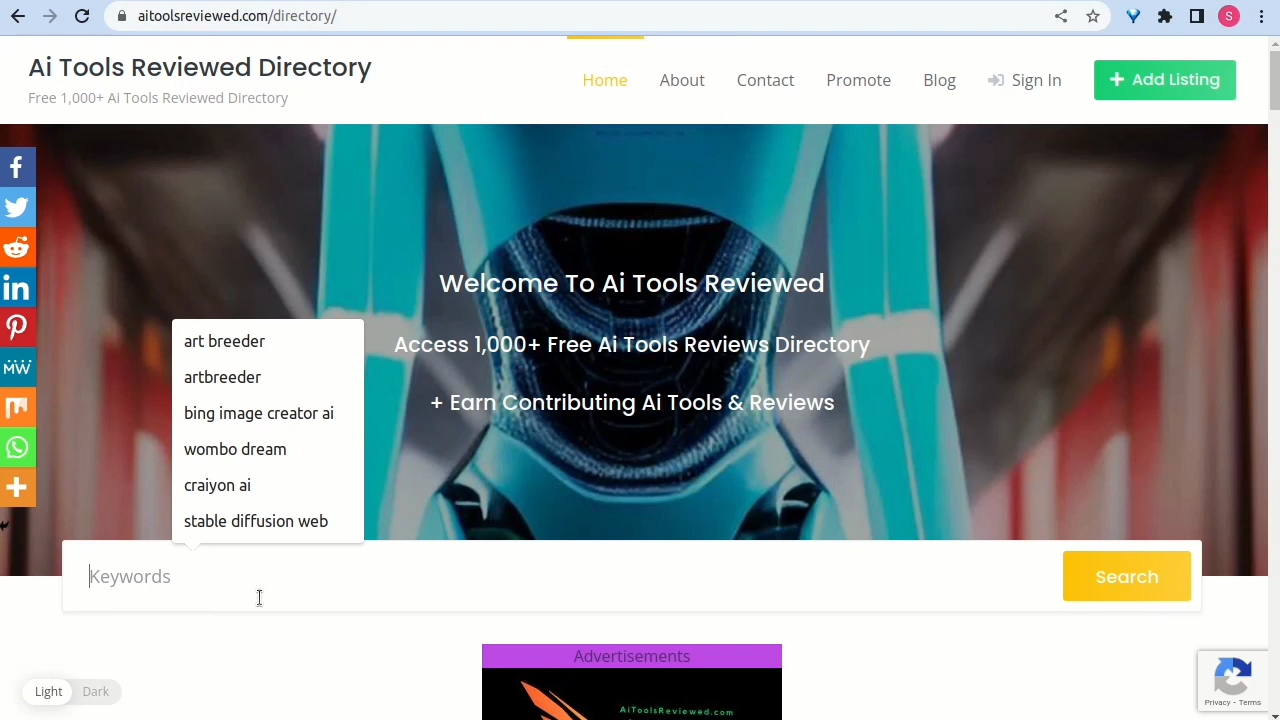 aitoolsreviewed.com/directory/
S
Ai Tools Reviewed Directory
Free 1,000+ AI Tools Reviewed Directory
Home
About
Contact
Promote
Blog
Sign In
Add Listing
Welcome To Ai Tools Reviewed
Access 1,000+ Free Ai Tools Reviews Directory
+ Earn Contributing Ai Tools & Reviews
art breeder
artbreeder
bing image creator ai
wombo dream
craiyon ai
stable diffusion web
Keywords
Search
Advertisements
AiToolsReviewed.com
Light
Dark
Privacy - Terms